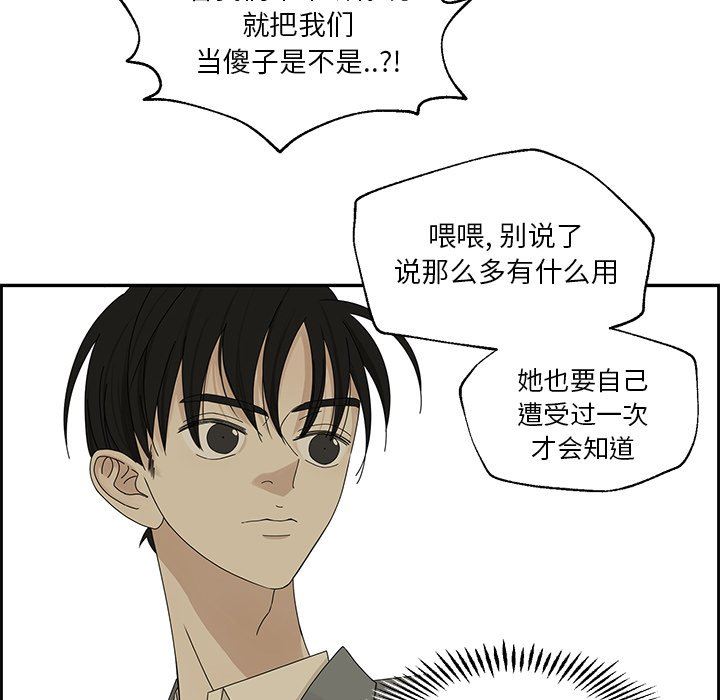 就把我们
当傻子是不是..?!
喂喂, 别说了
说那么多有什么用
她也要自己
遭受过一次
才会知道